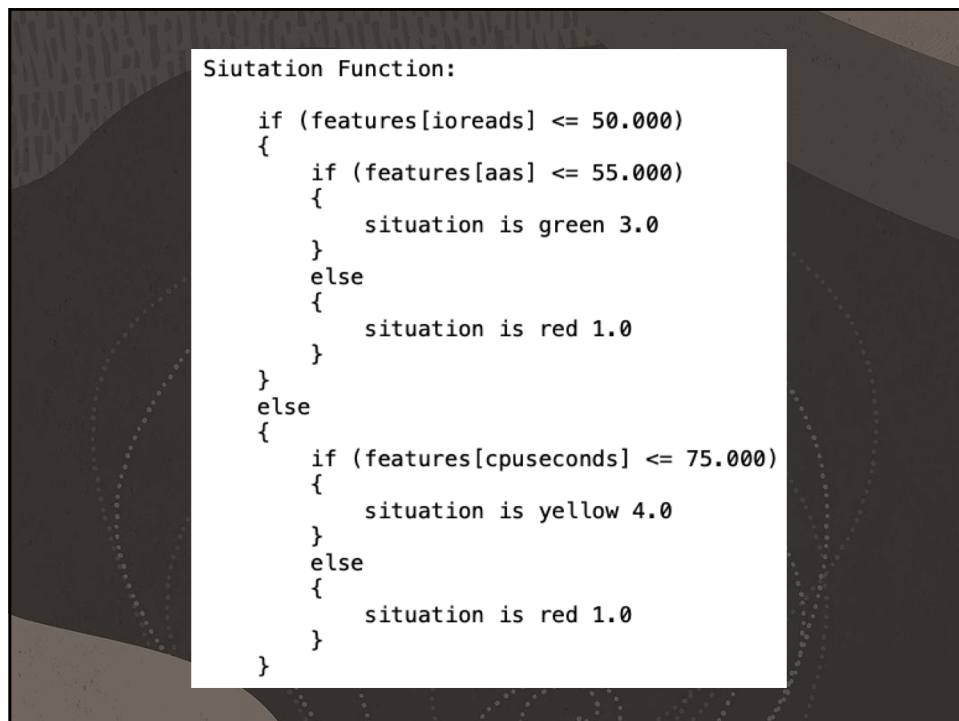 Siutation Function:
if (features[ioreads] <= 50.000)
{
if (features[aas] <= 55.000)
{
situation is green 3.0
}
else
{
situation is red 1.0
}
}
else
{
if (features[cpuseconds] <= 75.000)
{
situation is yellow 4.0
}
else
{
situation is red 1.0
}
}